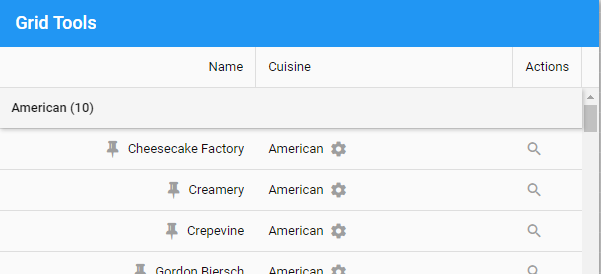 Grid Tools
Name Cuisine Actions
American (10)
Cheesecake Factory American
Creamery American
Crepevine American
Gordon Biersch American